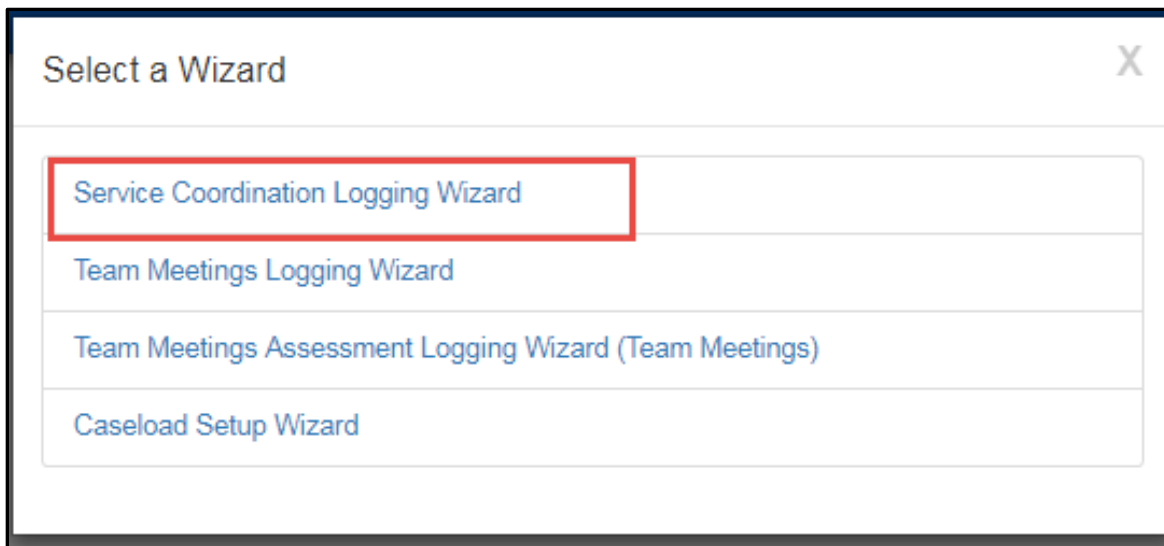 Select a Wizard X
Service Coordination Logging Wizard
Team Meetings Logging Wizard
Team Meetings Assessment Logging Wizard (Team Meetings)
Caseload Setup Wizard